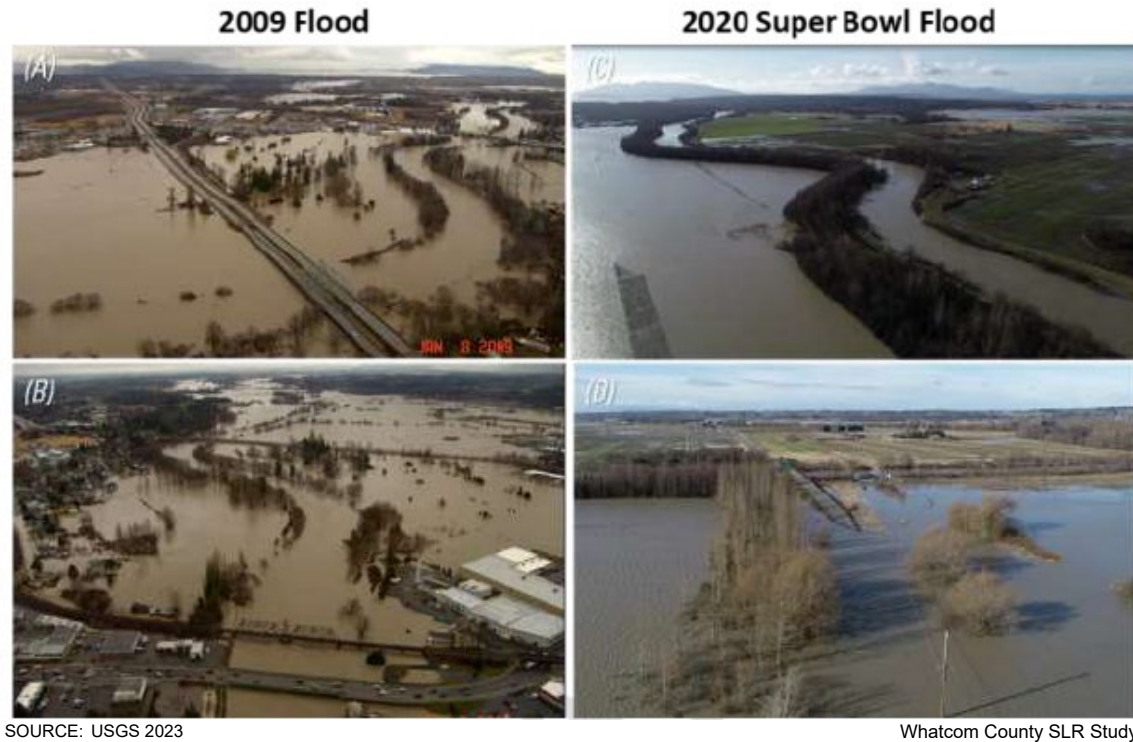 2009 Flood
2020 Super Bowl Flood
(A)
(C)
JAN 8 2009
(B)
(D)
SOURCE: USGS 2023
Whatcom County SLR Study